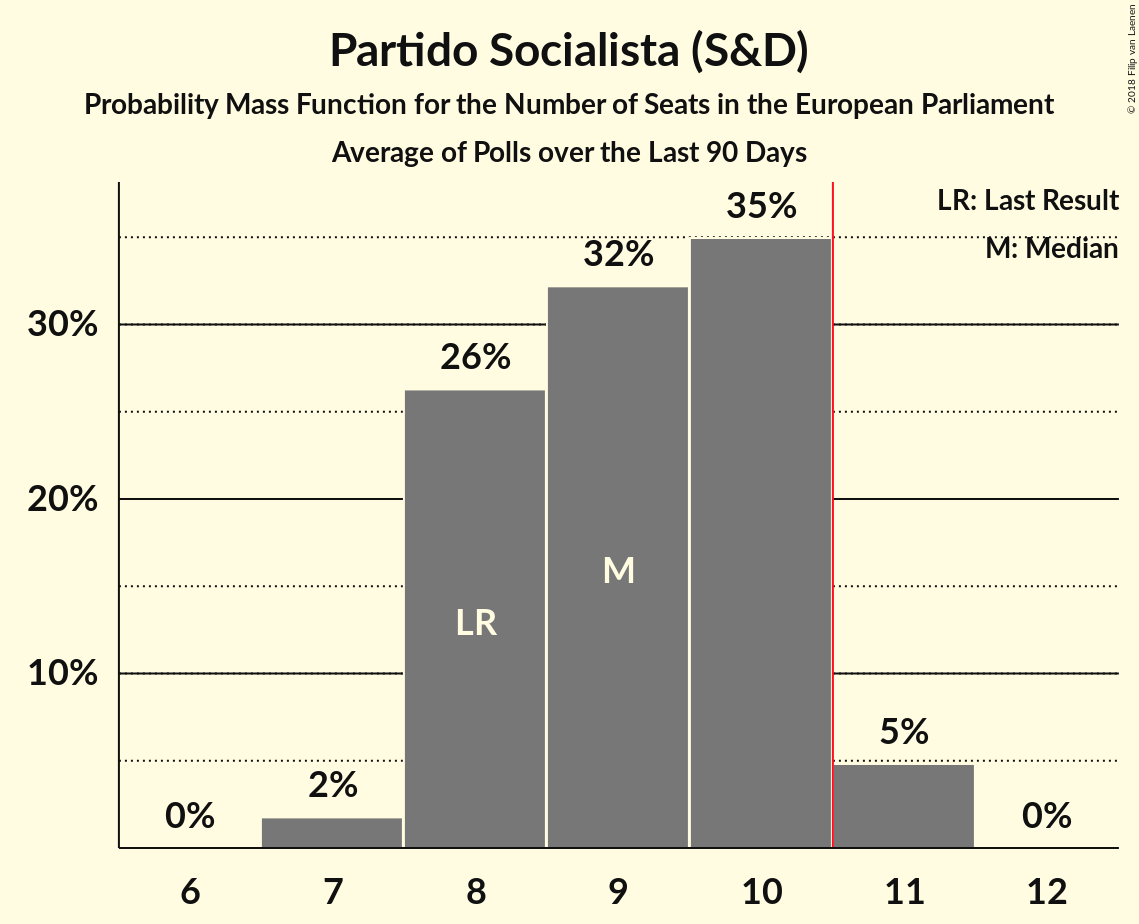 Partido Socialista (S&D)
Probability Mass Function for the Number of Seats in the European Parliament
Average of Polls over the Last 90 Days
© 2018 Filip van Laenen
LR: Last Result
M: Median
35%
32%
30%
26%
20%
M
LR
10%
5%
2%
0%
0%
6 7 8 9 10 11 12